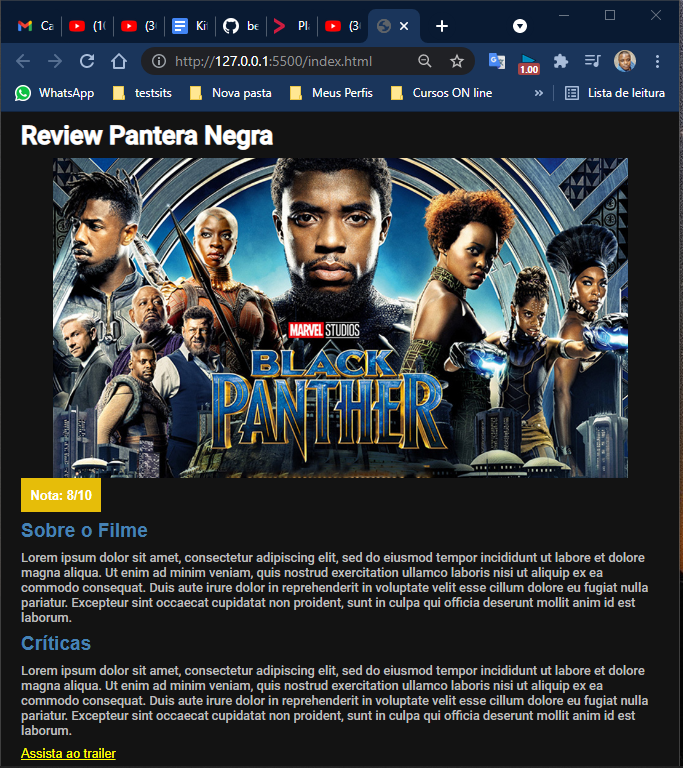 Ca
(10
(3(
Kit
be
Pl
(3(
http://127.0.0.1:5500/index.html
1.00
WhatsApp
testsits
Nova pasta
Meus Perfis
Cursos ON line
»
Lista de leitura
Review Pantera Negra
MARVEL STUDIOS
BLACK
PANTHER
Nota: 8/10
Sobre o Filme
Lorem ipsum dolor sit amet, consectetur adipiscing elit, sed do eiusmod tempor incididunt ut labore et dolore
magna aliqua. Ut enim ad minim veniam, quis nostrud exercitation ullamco laboris nisi ut aliquip ex ea
commodo consequat. Duis aute irure dolor in reprehenderit in voluptate velit esse cillum dolore eu fugiat nulla
pariatur. Excepteur sint occaecat cupidatat non proident, sunt in culpa qui officia deserunt mollit anim id est
laborum.
Críticas
Lorem ipsum dolor sit amet, consectetur adipiscing elit, sed do eiusmod tempor incididunt ut labore et dolore
magna aliqua. Ut enim ad minim veniam, quis nostrud exercitation ullamco laboris nisi ut aliquip ex ea
commodo consequat. Duis aute irure dolor in reprehenderit in voluptate velit esse cillum dolore eu fugiat nulla
pariatur. Excepteur sint occaecat cupidatat non proident, sunt in culpa qui officia deserunt mollit anim id est
laborum.
Assista ao trailer